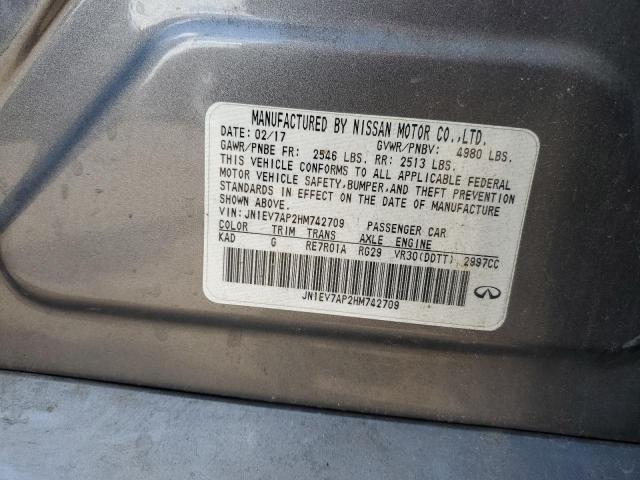 MANUFACTURED BY NISSAN MOTOR CO.,LTD.
DATE: 02/17 GVWR/PNBV: 4980 LBS.
GAWR/PNBE FR: 2546 LBS. RR: 2513 LBS.
THIS VEHICLE CONFORMS TO ALL APPLICABLE FEDERAL
MOTOR VEHICLE SAFETY,BUMPER,AND THEFT PREVENTION
STANDARDS IN EFFECT ON THE DATE OF MANUFACTURE
SHOWN ABOVE.
VIN: JN1EV7AP2HM742709 PASSENGER CAR
COLOR TRIM TRANS AXLE ENGINE
KAD G RE7R01A RG29 VR30(DDTT) 2997CC
JN1EV7AP2HM742709